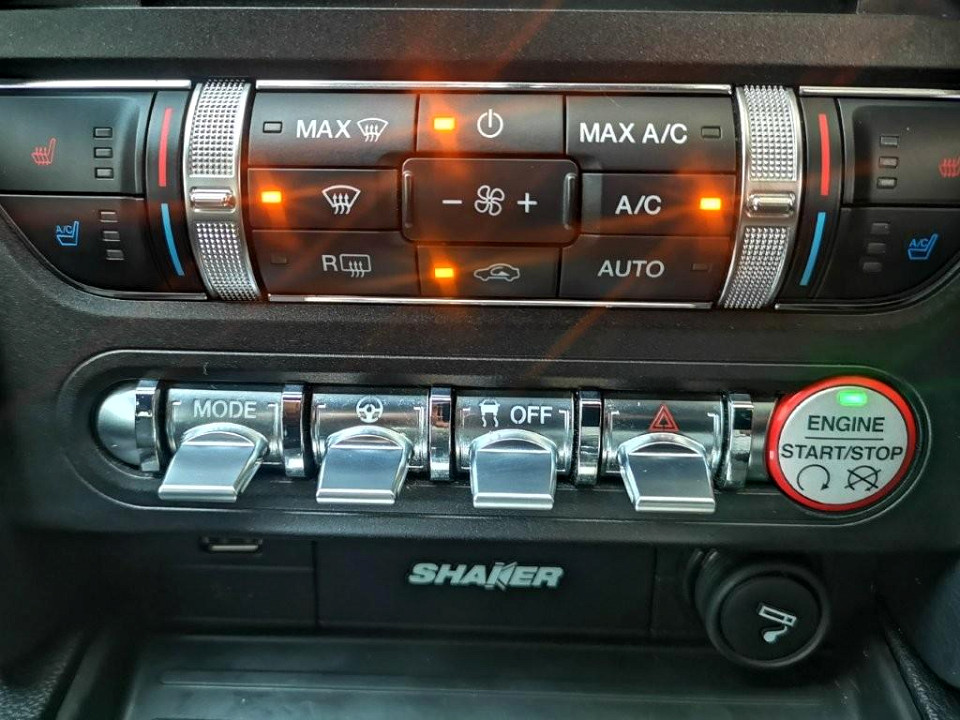 MAX
MAX A/C
- +
A/C
R
AUTO
A/C
A/C
MODE
OFF
ENGINE
START/STOP
SHAKER